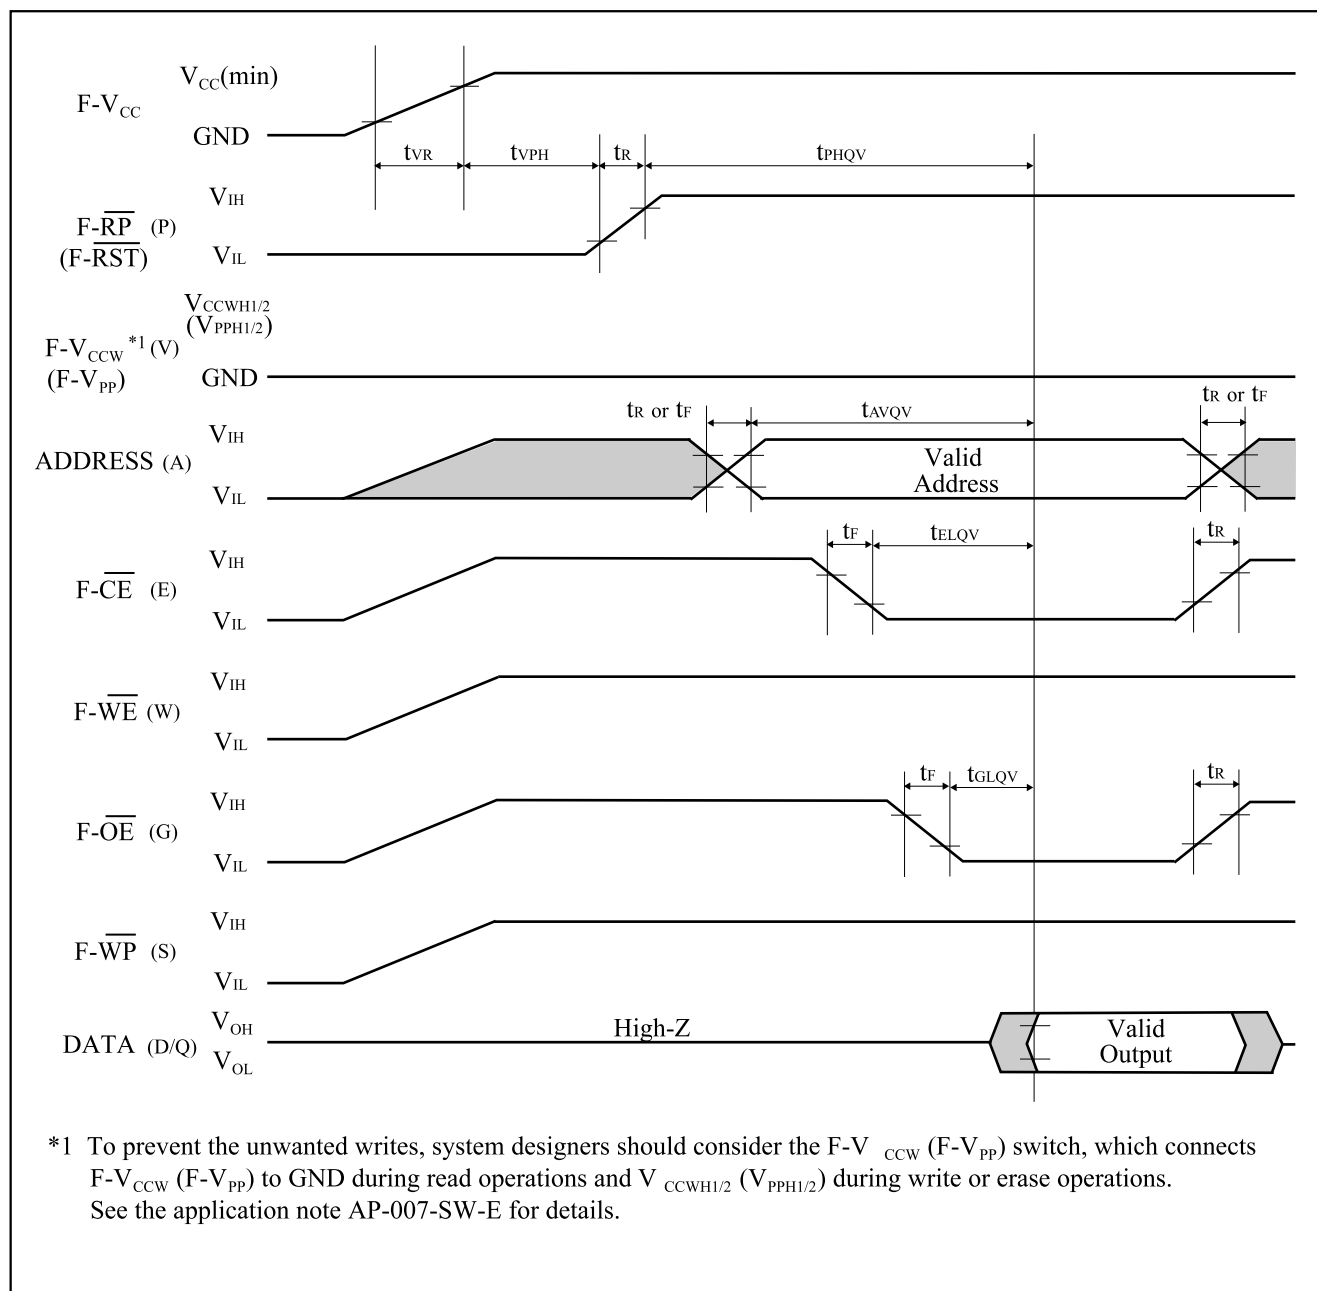 VCC(min)
F-VCC
GND
tVR tVPH tR tPHQV
VIH
F-RP (P)
(F-RST)
VIL
VCCWH1/2
(VPPH1/2)
F-VCCW *1 (V)
(F-VPP)
GND
tR or tF tAVQV tR or tF
VIH
ADDRESS (A)
Valid
Address
VIL
tF tELQV tR
VIH
F-CE (E)
VIL
VIH
F-WE (W)
VIL
tF tGLQV tR
VIH
F-OE (G)
VIL
VIH
F-WP (S)
VIL
VOH
High-Z
Valid
Output
DATA (D/Q)
VOL
*1 To prevent the unwanted writes, system designers should consider the F-V CCW (F-VPP) switch, which connects
F-VCCW (F-VPP) to GND during read operations and V CCWH1/2 (VPPH1/2) during write or erase operations.
See the application note AP-007-SW-E for details.